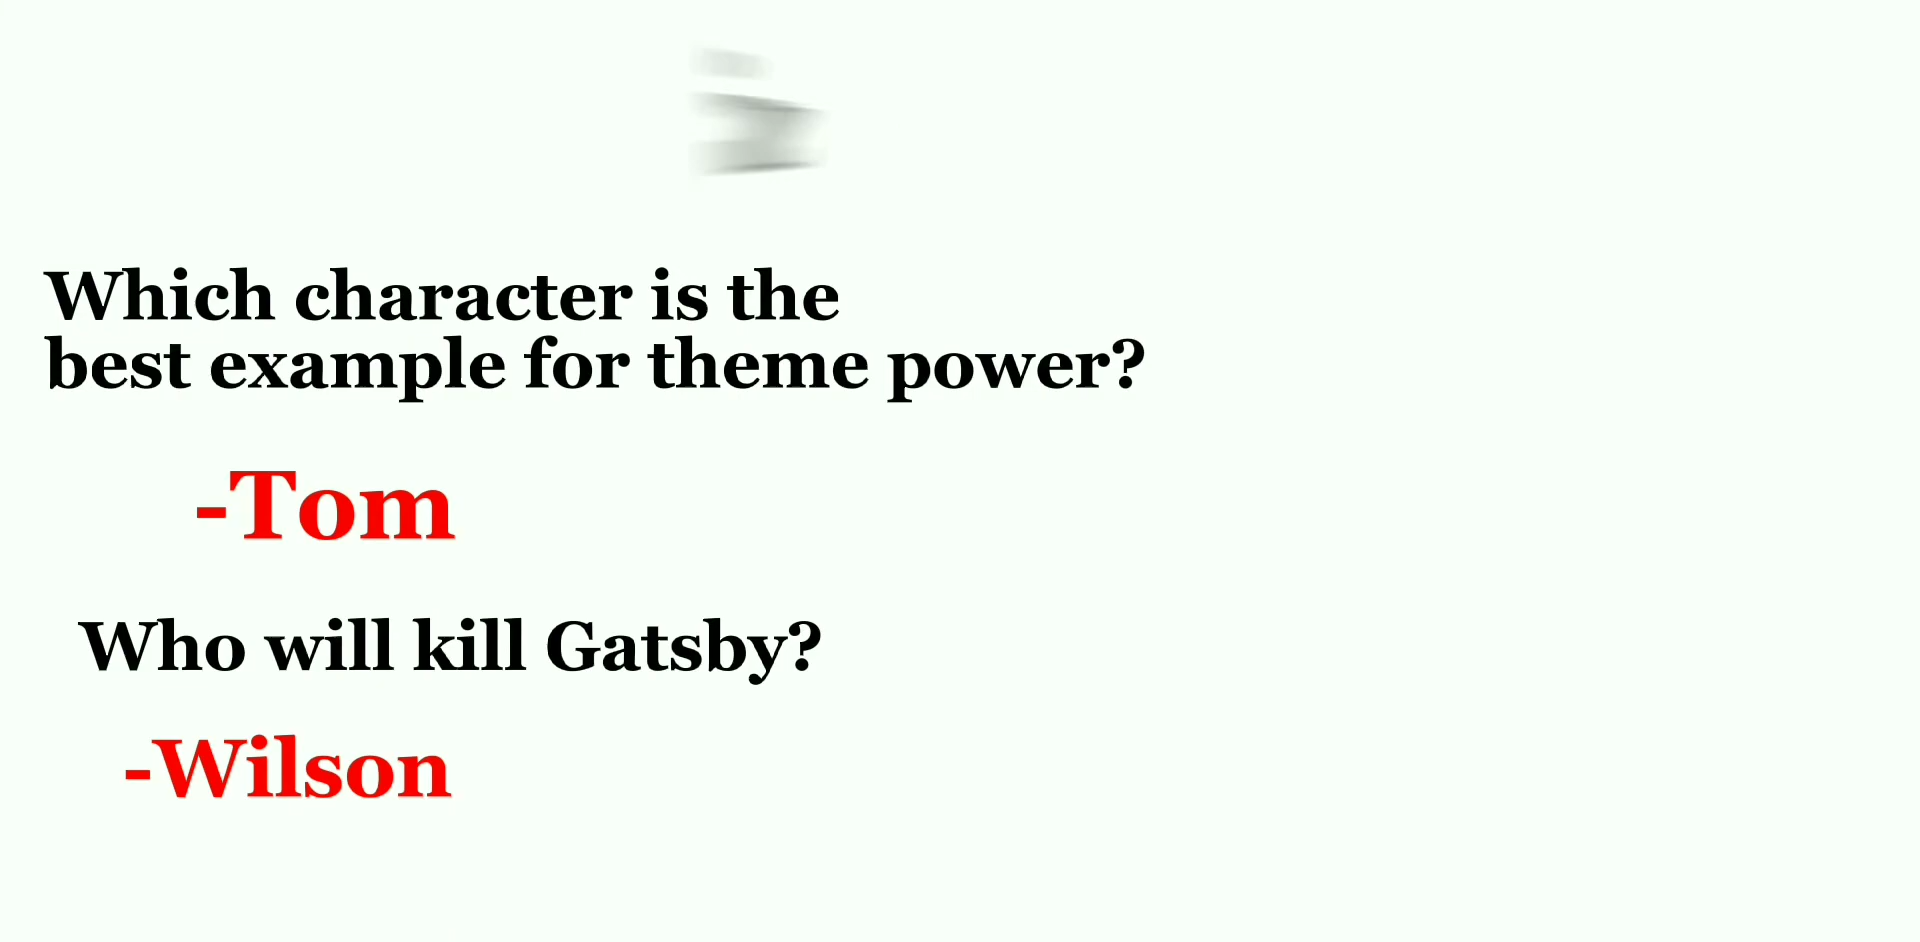 Which character is the
best example for theme power?
-Tom
Who will kill Gatsby?
-Wilson